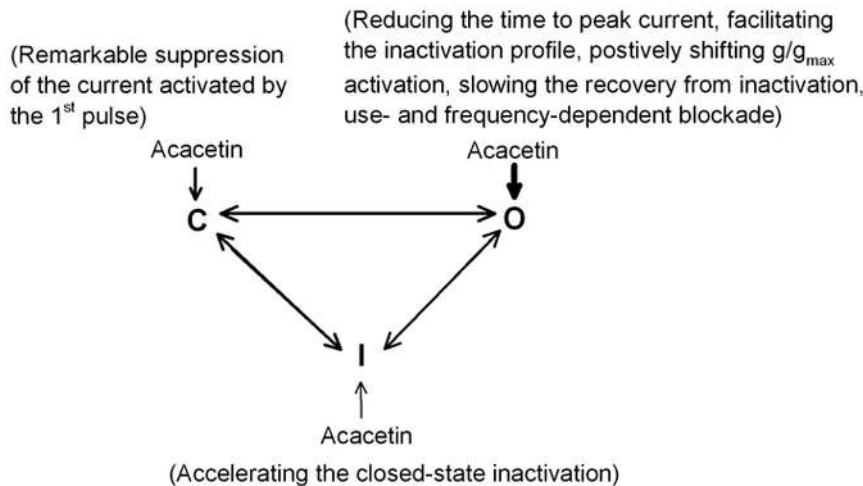 (Remarkable suppression
of the current activated by
the 1st pulse)
Acacetin
(Reducing the time to peak current, facilitating
the inactivation profile, postively shifting g/gmax
activation, slowing the recovery from inactivation,
use- and frequency-dependent blockade)
Acacetin
C
O
I
Acacetin
(Accelerating the closed-state inactivation)